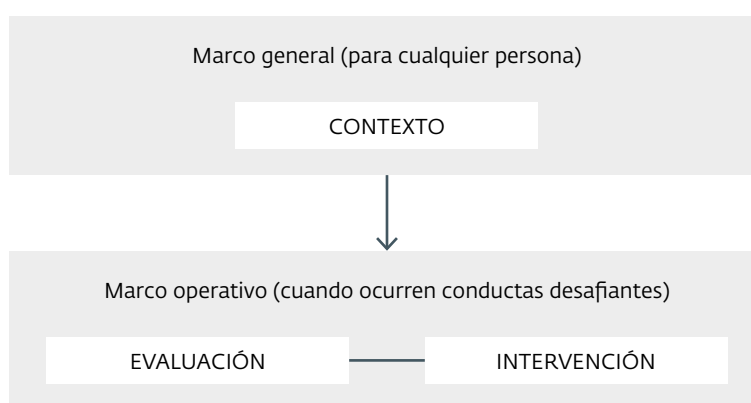 Marco general (para cualquier persona)
CONTEXTO
Marco operativo (cuando ocurren conductas desafiantes)
EVALUACIÓN
INTERVENCIÓN